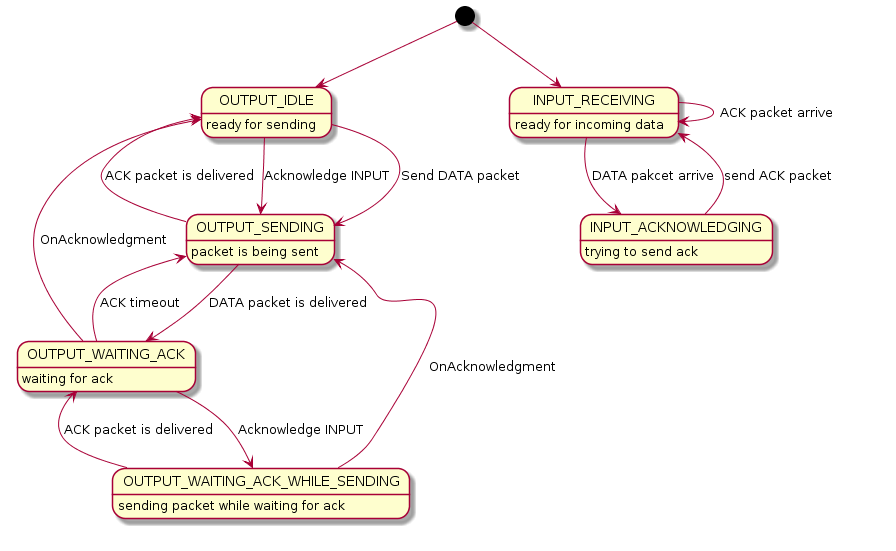 OUTPUT_IDLE
ready for sending
INPUT_RECEIVING
ready for incoming data
ACK packet arrive
ACK packet is delivered
Acknowledge INPUT
Send DATA packet
DATA pakcet arrive
send ACK packet
OUTPUT_SENDING
packet is being sent
INPUT_ACKNOWLEDGING
trying to send ack
OnAcknowledgment
ACK timeout
DATA packet is delivered
OUTPUT_WAITING_ACK
waiting for ack
OnAcknowledgment
ACK packet is delivered
Acknowledge INPUT
OUTPUT_WAITING_ACK_WHILE_SENDING
sending packet while waiting for ack